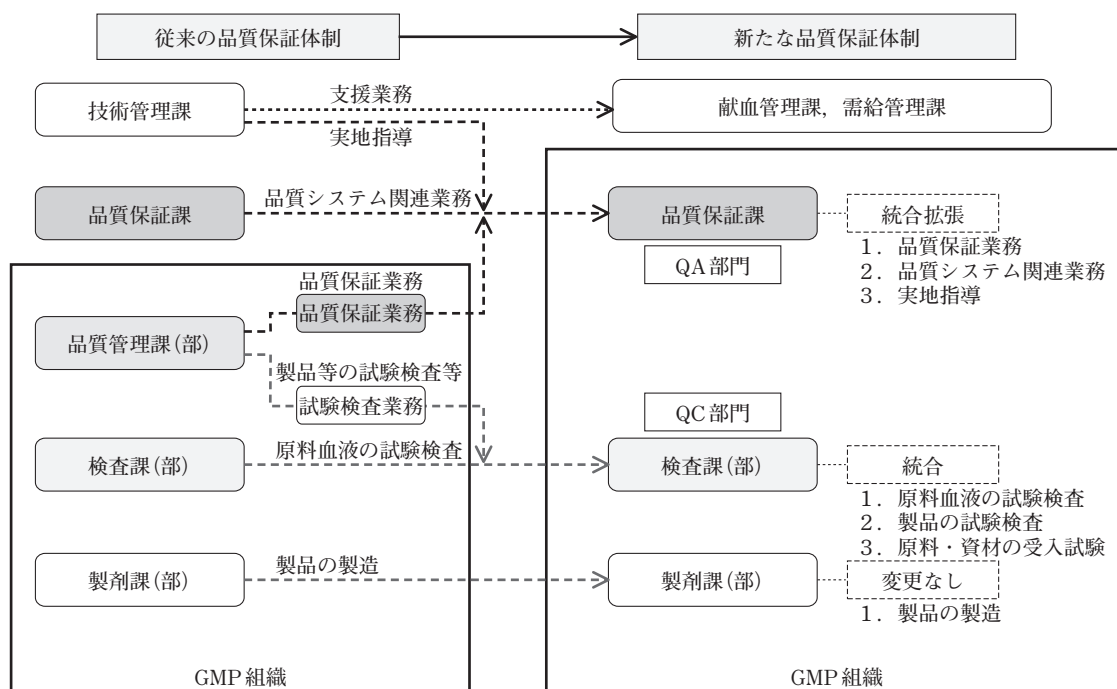 従来の品質保証体制
新たな品質保証体制
技術管理課
支援業務
実地指導
献血管理課，需給管理課
品質保証課
品質システム関連業務
品質保証課
統合拡張
QA部門
1．品質保証業務
2．品質システム関連業務
3．実地指導
品質保証業務
品質保証業務
品質管理課(部)
製品等の試験検査等
試験検査業務
QC部門
検査課(部)
原料血液の試験検査
検査課(部)
統合
1．原料血液の試験検査
2．製品の試験検査
3．原料・資材の受入試験
製剤課(部)
製品の製造
製剤課(部)
変更なし
1．製品の製造
GMP組織
GMP組織